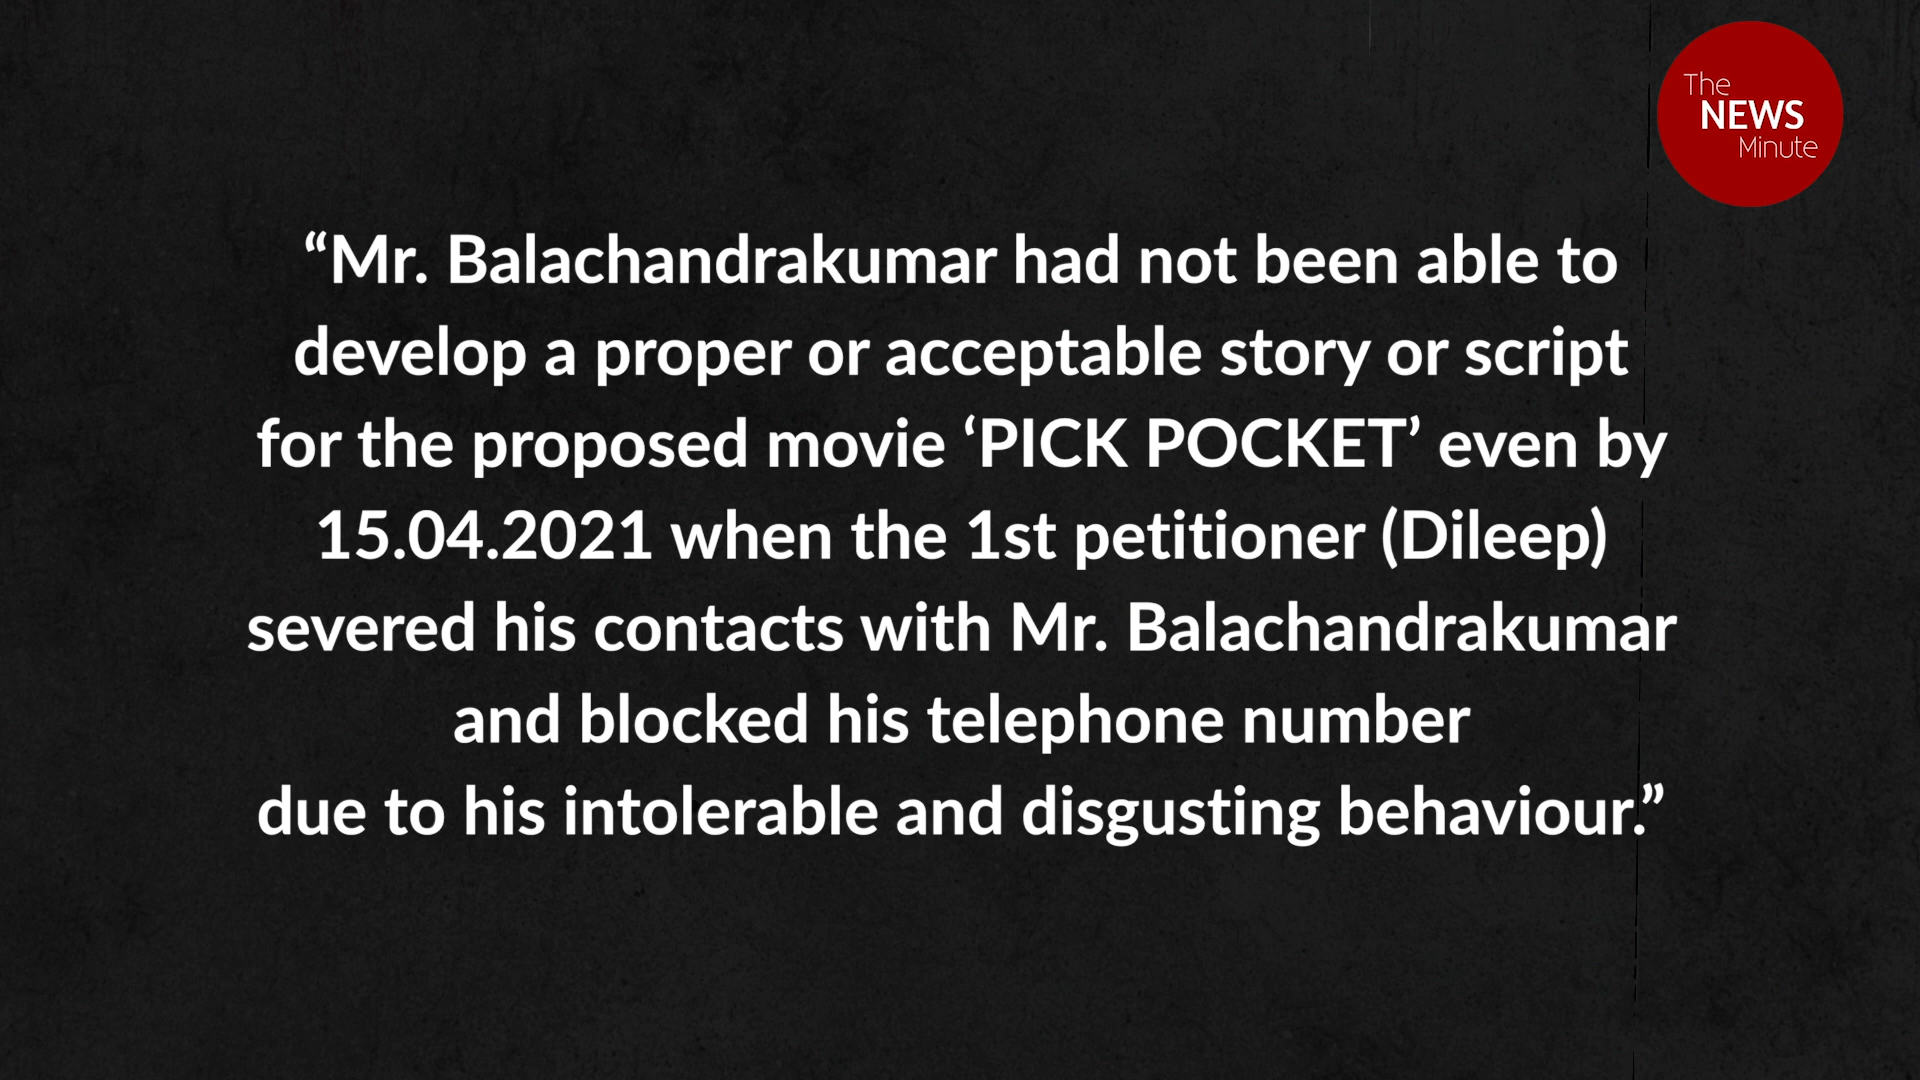 The
NEWS
Minute
“Mr. Balachandrakumar had not been able to
develop a proper or acceptable story or script
for the proposed movie ‘PICK POCKET’ even by
15.04.2021 when the 1st petitioner (Dileep)
severed his contacts with Mr. Balachandrakumar
and blocked his telephone number
due to his intolerable and disgusting behaviour.”